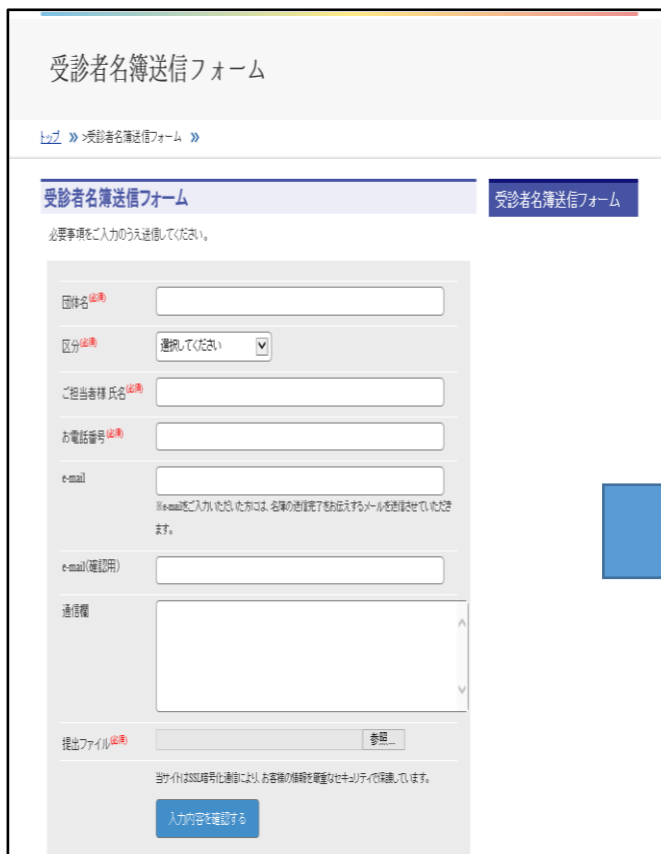 受診者名簿送信フォーム
トップ » >受診者名簿送信フォーム »
受診者名簿送信フォーム
受診者名簿送信フォーム
必要事項をご入力のうえ送信してください。
団体名(必須)
区分(必須) 選択してください
ご担当者様 氏名(必須)
お電話番号(必須)
e-mail
※e-mailをご入力いただいた方には、名簿の送信完了をお伝えするメールを送信させていただき
ます。
e-mail(確認用)
通信欄
提出ファイル(必須) 参照...
当サイトはSSL暗号化通信により、お客様の情報を厳重なセキュリティで保護しています。
入力内容を確認する